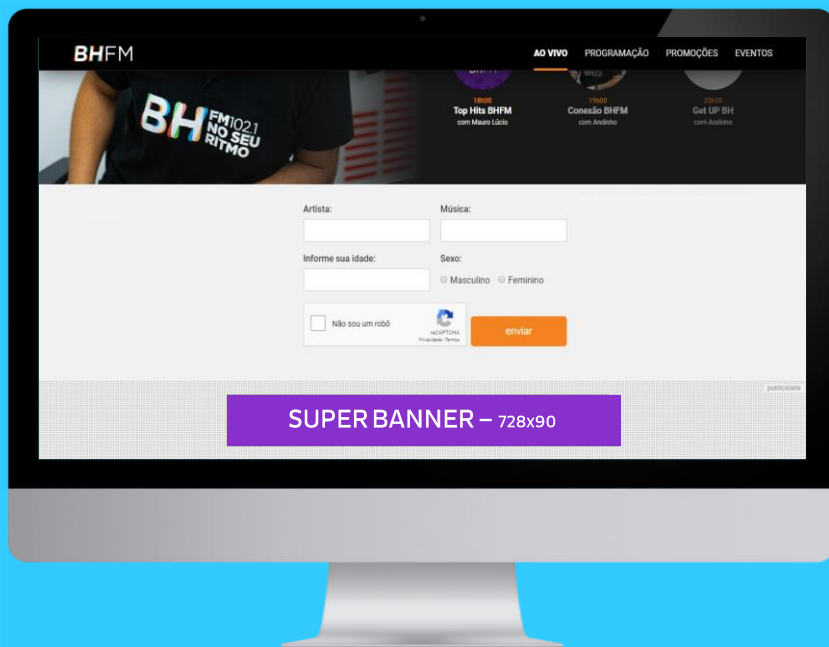 BHFM
AO VIVO PROGRAMAÇÃO PROMOÇÕES EVENTOS
BH FM 102.1
NO SEU
RITMO
18h00
Top Hits BHFM
com Mauro Lúcio
19h00
Conexão BHFM
com Andinho
20h00
Get UP BH
com Andinho
Artista: Música:
Informe sua idade: Sexo:
Masculino Feminino
Não sou um robô
reCAPTCHA
Privacidade - Termos
enviar
publicidade
SUPER BANNER – 728x90